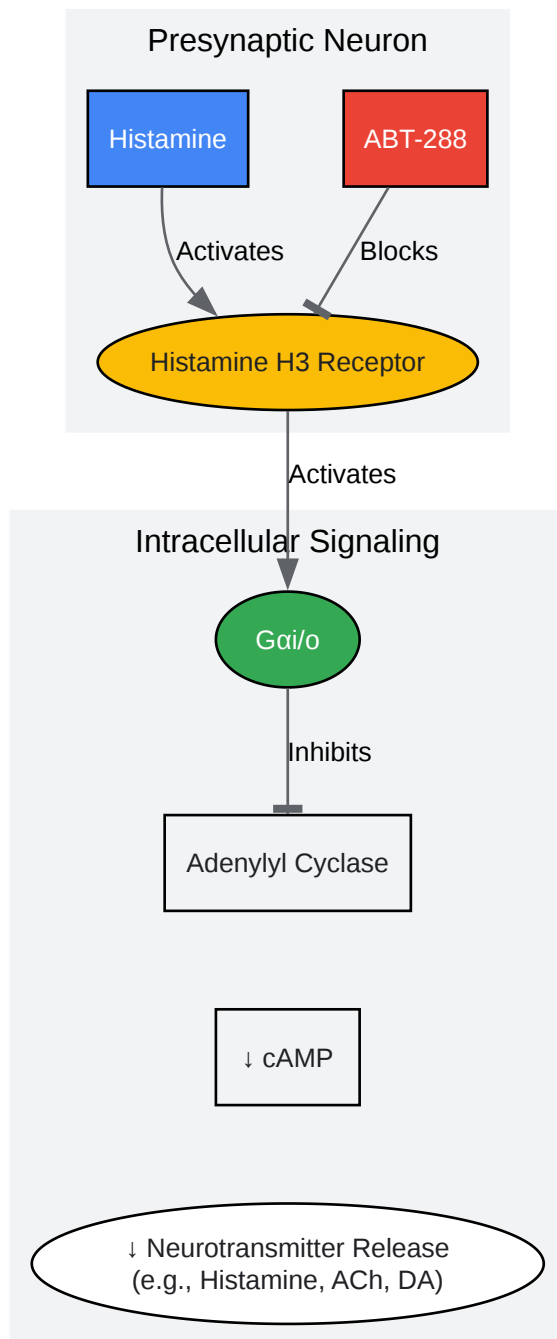 Presynaptic Neuron
Histamine
ABT-288
Activates
Blocks
Histamine H3 Receptor
Activates
Intracellular Signaling
Gαi/o
Inhibits
Adenylyl Cyclase
↓ cAMP
↓ Neurotransmitter Release
(e.g., Histamine, ACh, DA)